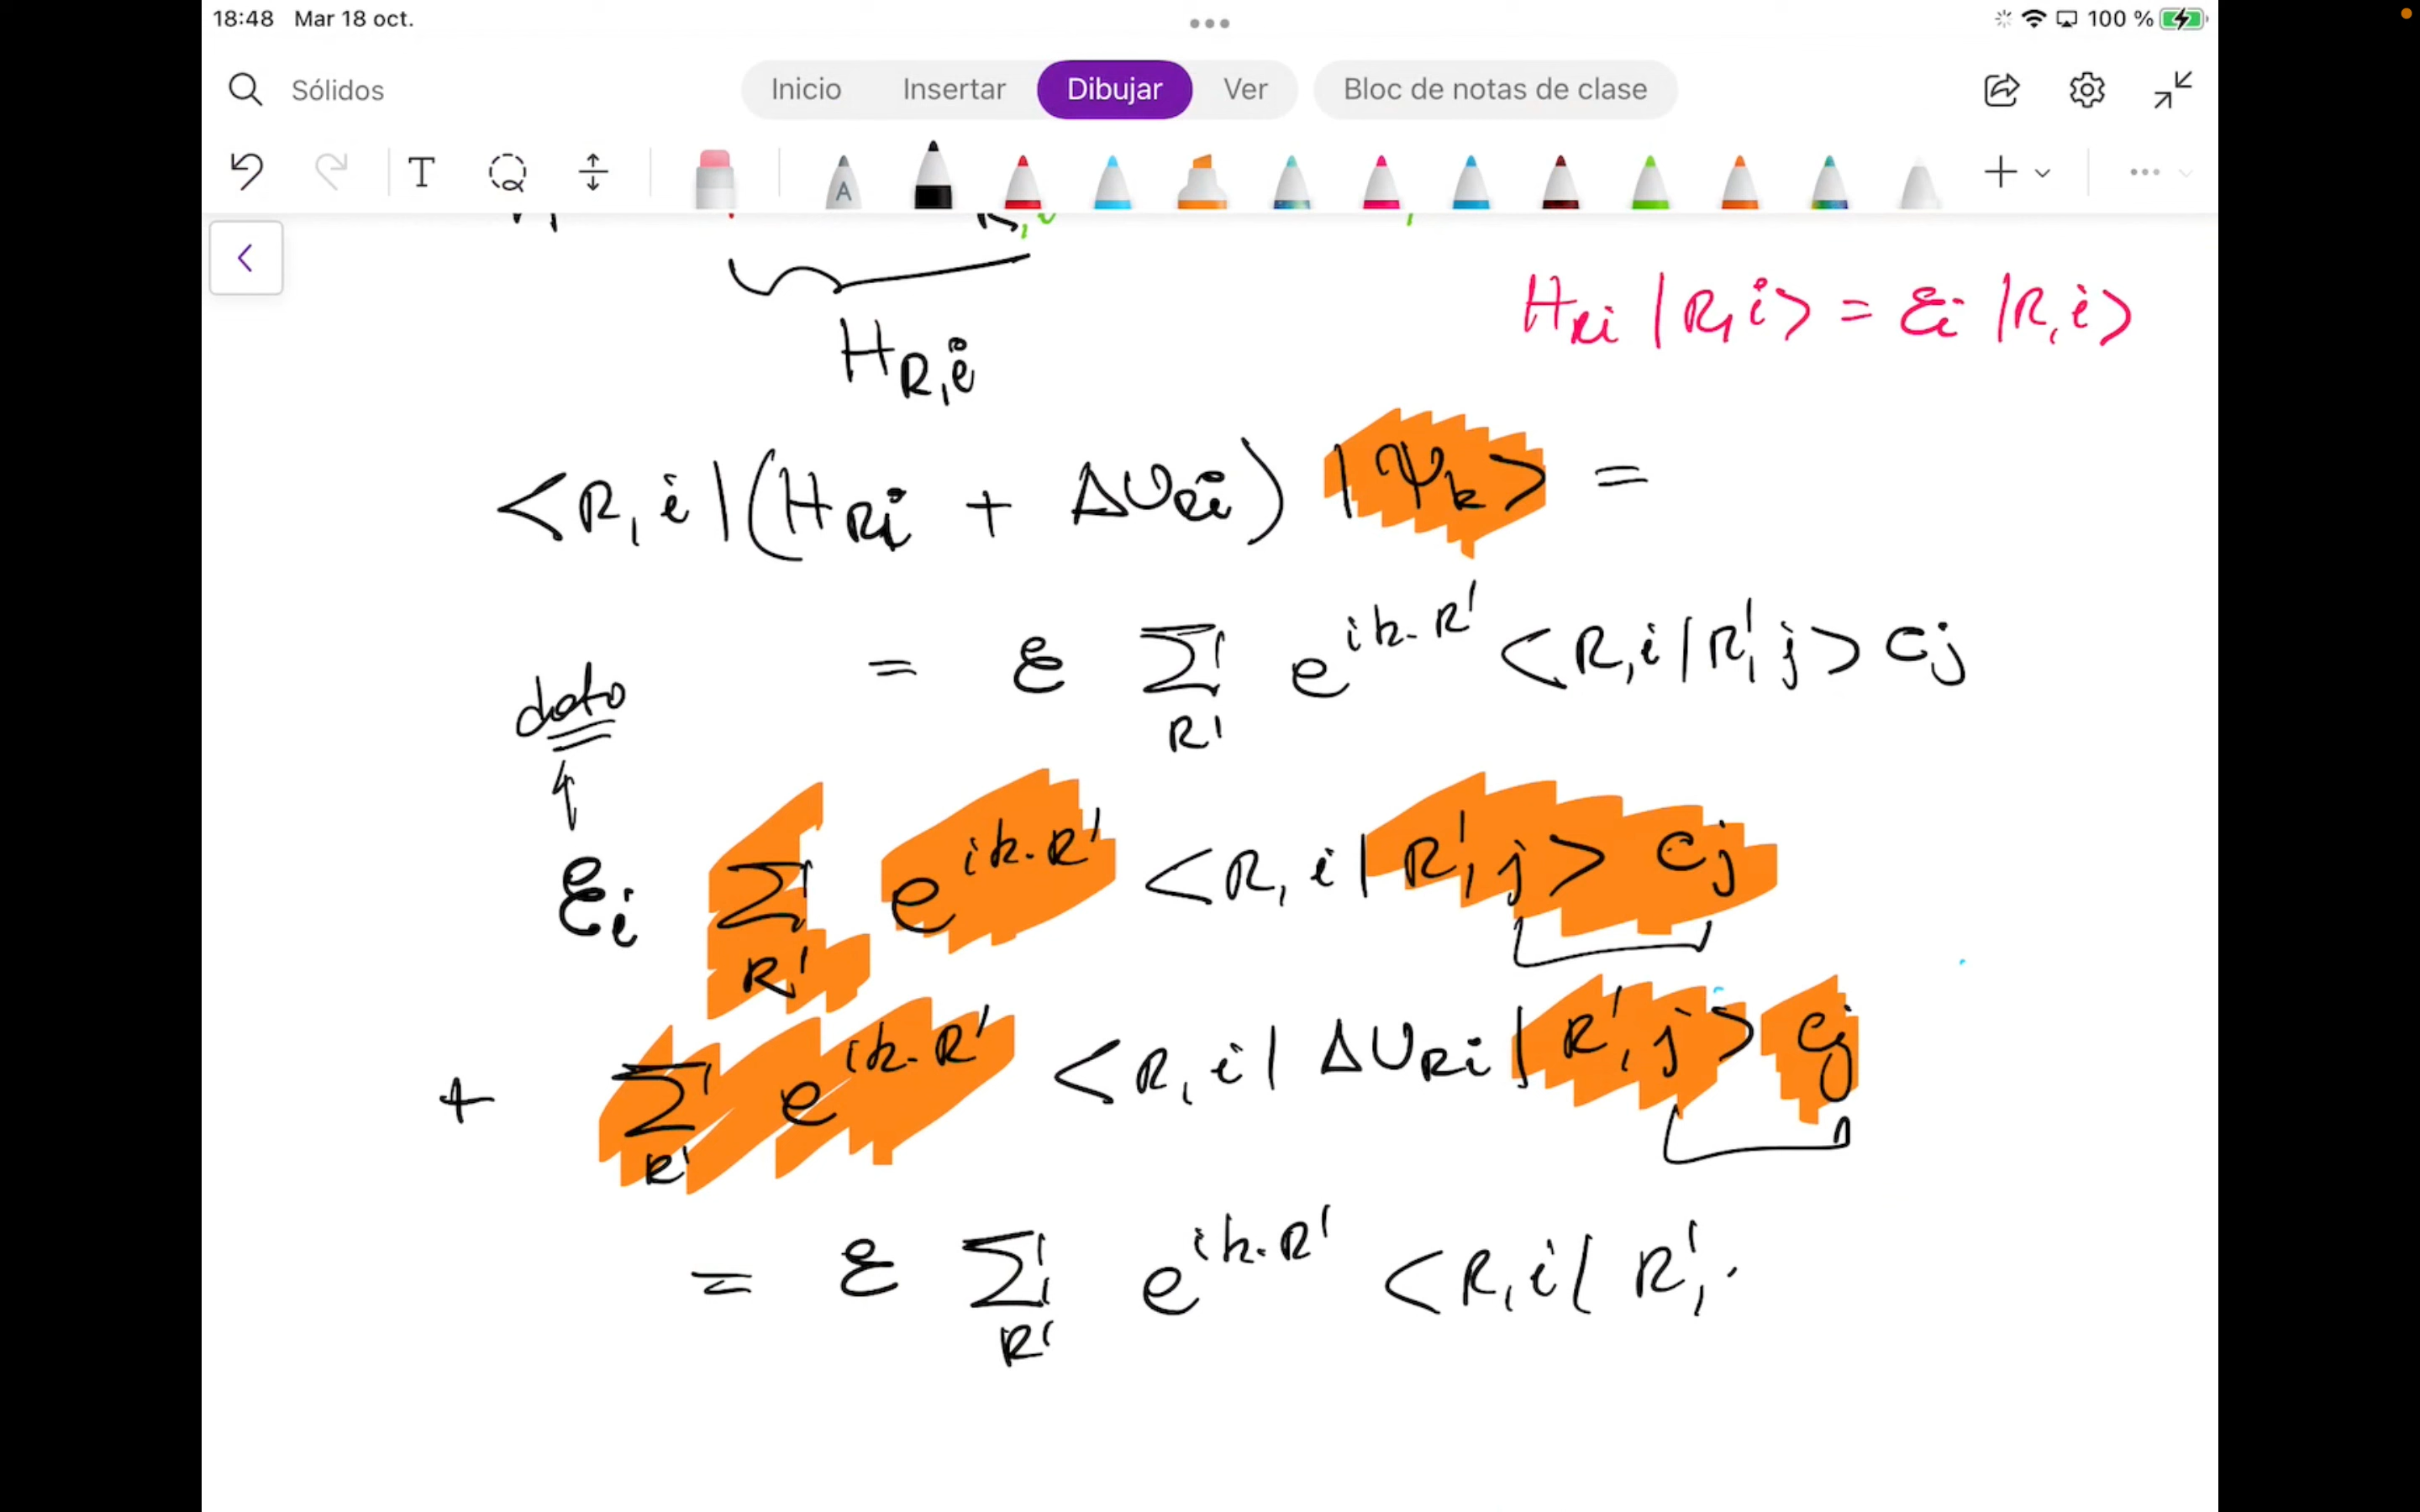 18:48 Mar 18 oct. 100 %
Sólidos Inicio Insertar Dibujar Ver Bloc de notas de clase
T A
H_{Ri} |R, i> = ε_i |R, i>
H_{R,i}
<R, i|(H_{Ri} + ΔU_{Ri}) |Ψ_k> =
= ε Σ_{R'} e^{ik·R'} <R, i|R', j> c_j
dato
ε_i Σ_{R'} e^{ik·R'} <R, i|R', j> c_j
+ Σ_{R'} e^{ik·R'} <R, i| ΔU_{Ri} |R', j> c_j
= ε Σ_{R'} e^{ik·R'} <R, i| R',